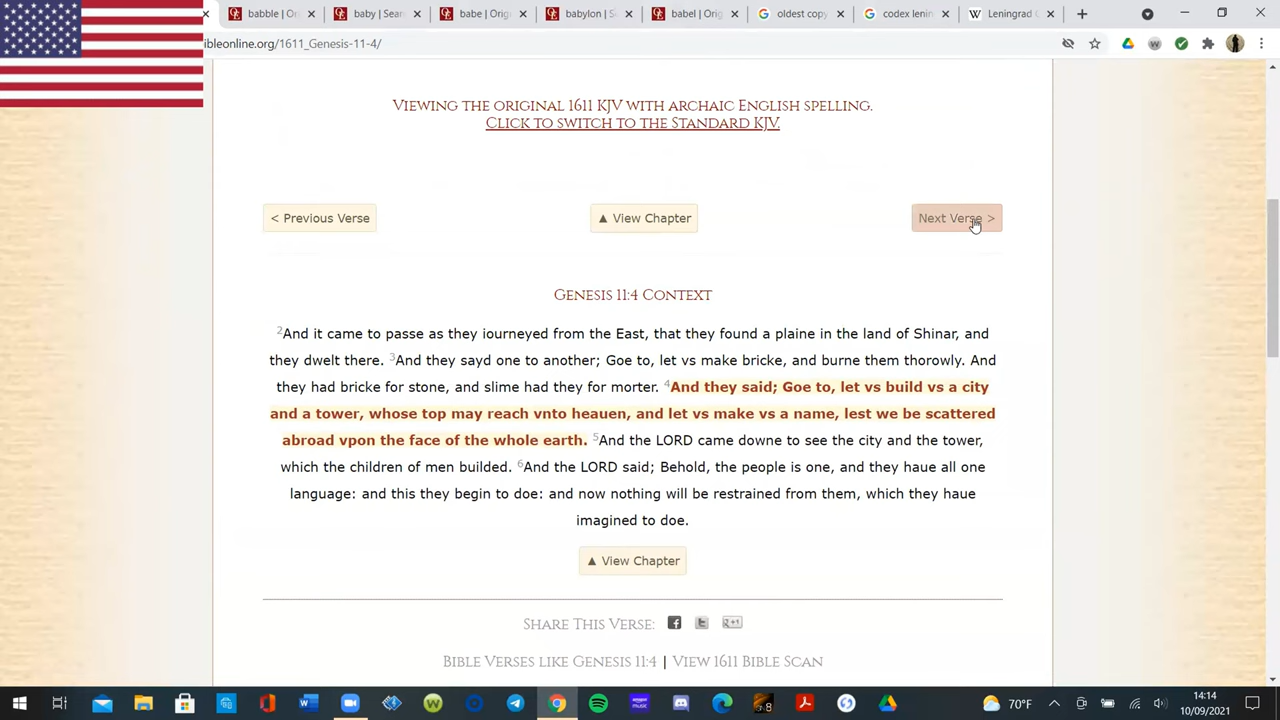 babble | O
baby | Sear
babe | Orig
babylon | S
babel | Orig
oldest copy
codex leni
Leningrad C
ibleonline.org/1611_Genesis-11-4/
Viewing the original 1611 KJV with archaic English spelling.
Click to switch to the Standard KJV.
< Previous Verse
▲ View Chapter
Next Verse >
Genesis 11:4 Context
2And it came to passe as they iourneyed from the East, that they found a plaine in the land of Shinar, and
they dwelt there. 3And they sayd one to another; Goe to, let vs make bricke, and burne them thorowly. And
they had bricke for stone, and slime had they for morter. 4And they said; Goe to, let vs build vs a city
and a tower, whose top may reach vnto heauen, and let vs make vs a name, lest we be scattered
abroad vpon the face of the whole earth. 5And the LORD came downe to see the city and the tower,
which the children of men builded. 6And the LORD said; Behold, the people is one, and they haue all one
language: and this they begin to doe: and now nothing will be restrained from them, which they haue
imagined to doe.
▲ View Chapter
Share This Verse:
Bible Verses like Genesis 11:4 | View 1611 Bible Scan
70°F
14:14
10/09/2021